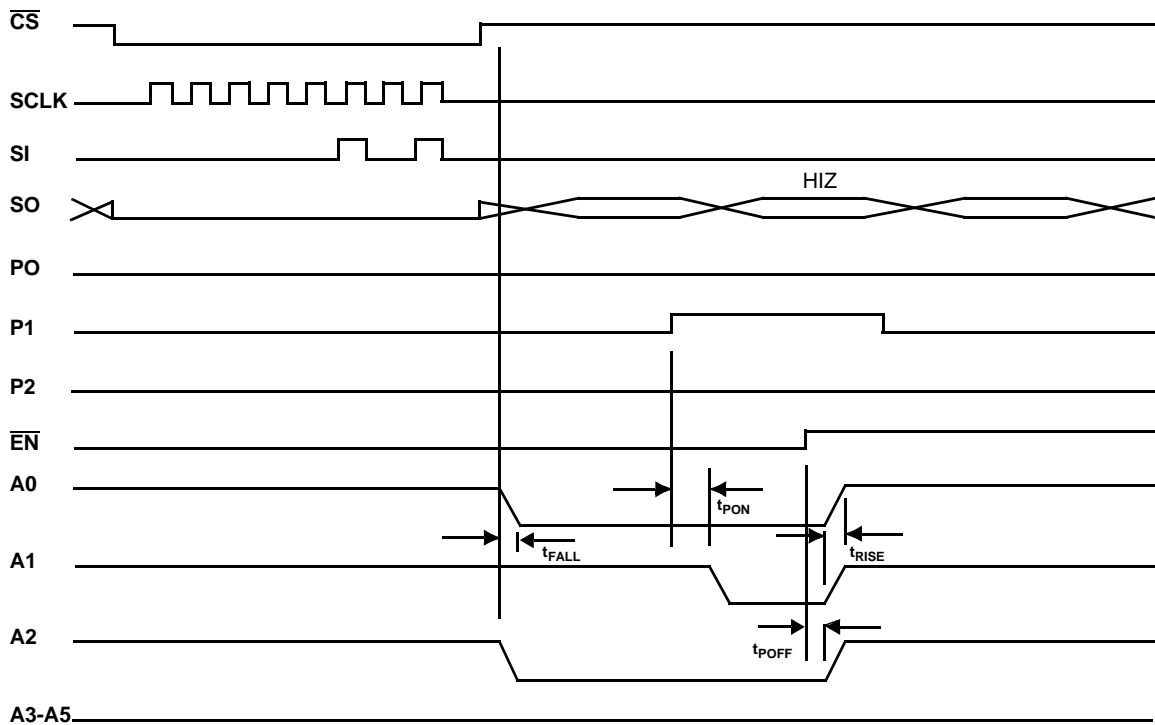 CS
SCLK
SI
SO
HIZ
PO
P1
P2
EN
A0
tPON
tFALL
tRISE
A1
A2
tPOFF
A3-A5